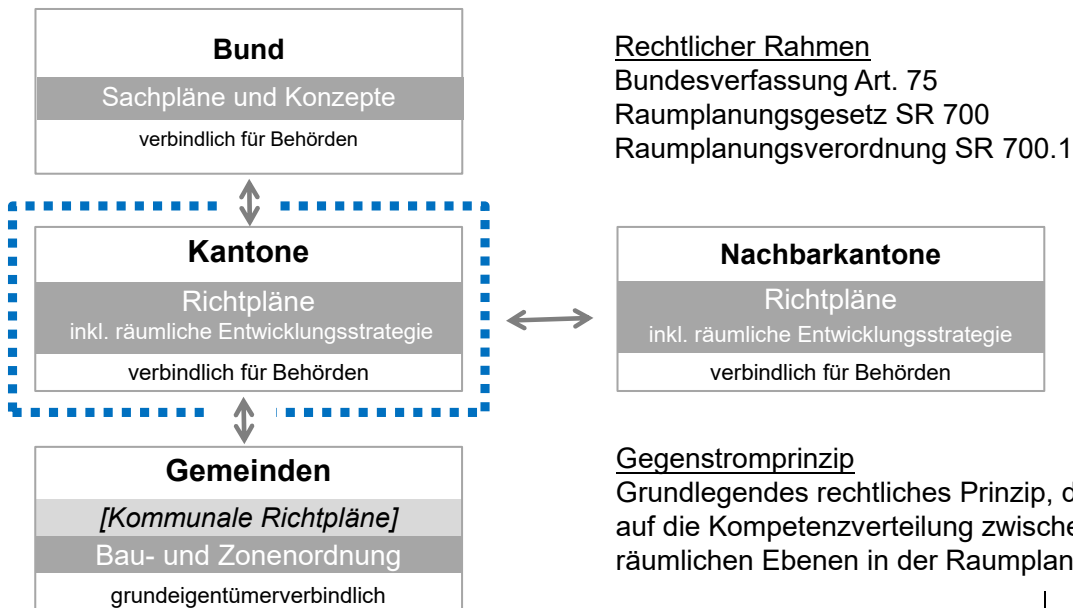 Bund
Sachpläne und Konzepte
verbindlich für Behörden
Rechtlicher Rahmen
Bundesverfassung Art. 75
Raumplanungsgesetz SR 700
Raumplanungsverordnung SR 700.1
Kantone
Richtpläne
inkl. räumliche Entwicklungsstrategie
verbindlich für Behörden
Nachbarkantone
Richtpläne
inkl. räumliche Entwicklungsstrategie
verbindlich für Behörden
Gemeinden
[Kommunale Richtpläne]
Bau- und Zonenordnung
grundeigentümerverbindlich
Gegenstromprinzip
Grundlegendes rechtliches Prinzip,
auf die Kompetenzverteilung
räumlichen Ebenen in der